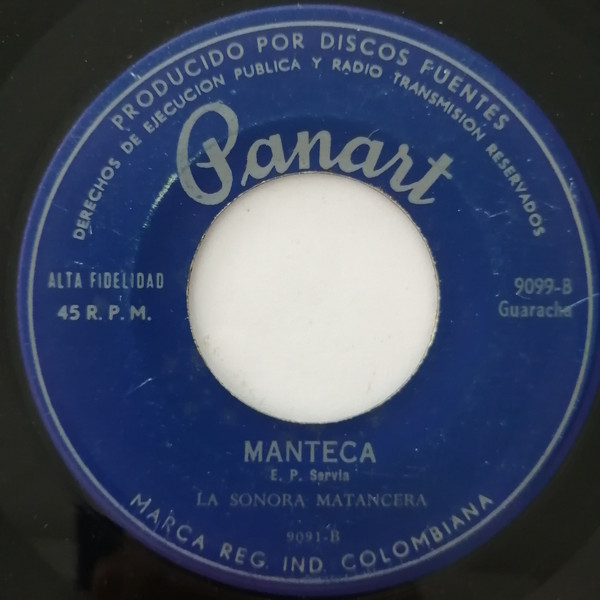 PRODUCIDO POR DISCOS FUENTES
DERECHOS DE EJECUCION PUBLICA Y RADIO TRANSMISION RESERVADOS
Panart
ALTA FIDELIDAD
45 R. P. M.
9099-B
Guaracha
MANTECA
E. P. Servia
LA SONORA MATANCERA
9091-B
MARCA REG. IND. COLOMBIANA